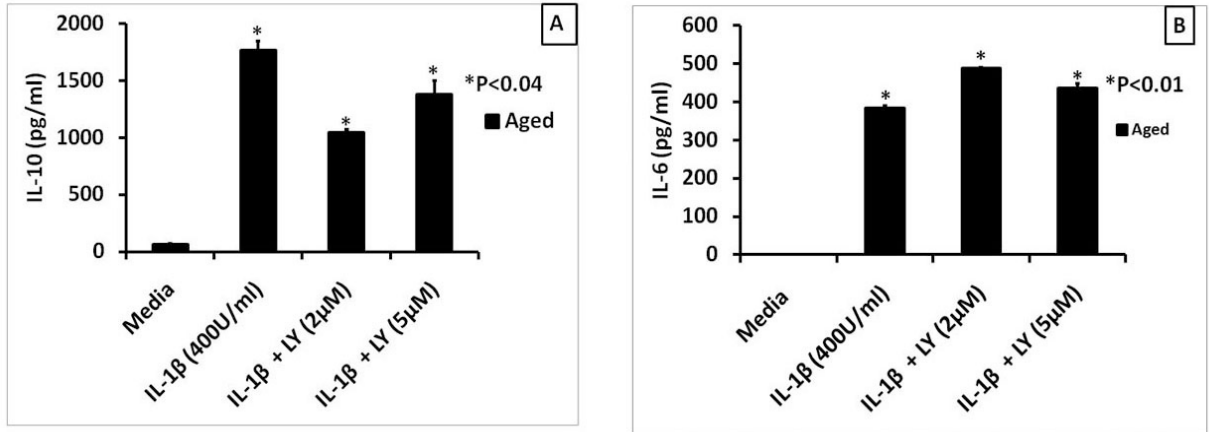 A
IL-10 (pg/ml)
2000
1500
1000
500
0
*
*
*
*P<0.04
Aged
Media
IL-1β (400U/ml)
IL-1β + LY (2μM)
IL-1β + LY (5μM)
B
IL-6 (pg/ml)
600
500
400
300
200
100
0
*
*
*
*P<0.01
Aged
Media
IL-1β (400U/ml)
IL-1β + LY (2μM)
IL-1β + LY (5μM)